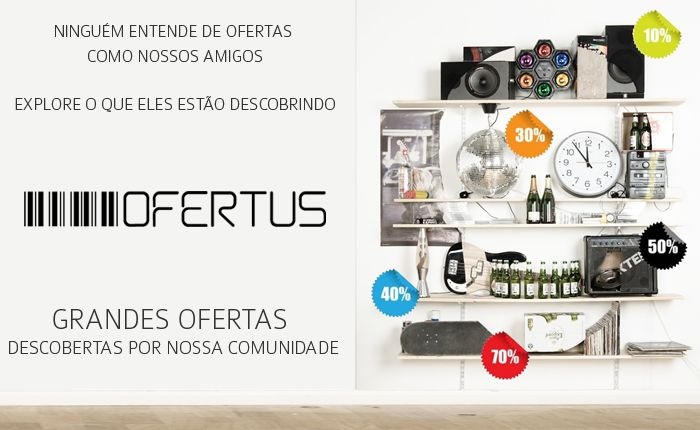 NINGUÉM ENTENDE DE OFERTAS
COMO NOSSOS AMIGOS
EXPLORE O QUE ELES ESTÃO DESCOBRINDO
OFERTUS
GRANDES OFERTAS
DESCOBERTAS POR NOSSA COMUNIDADE
10%
30%
50%
40%
70%